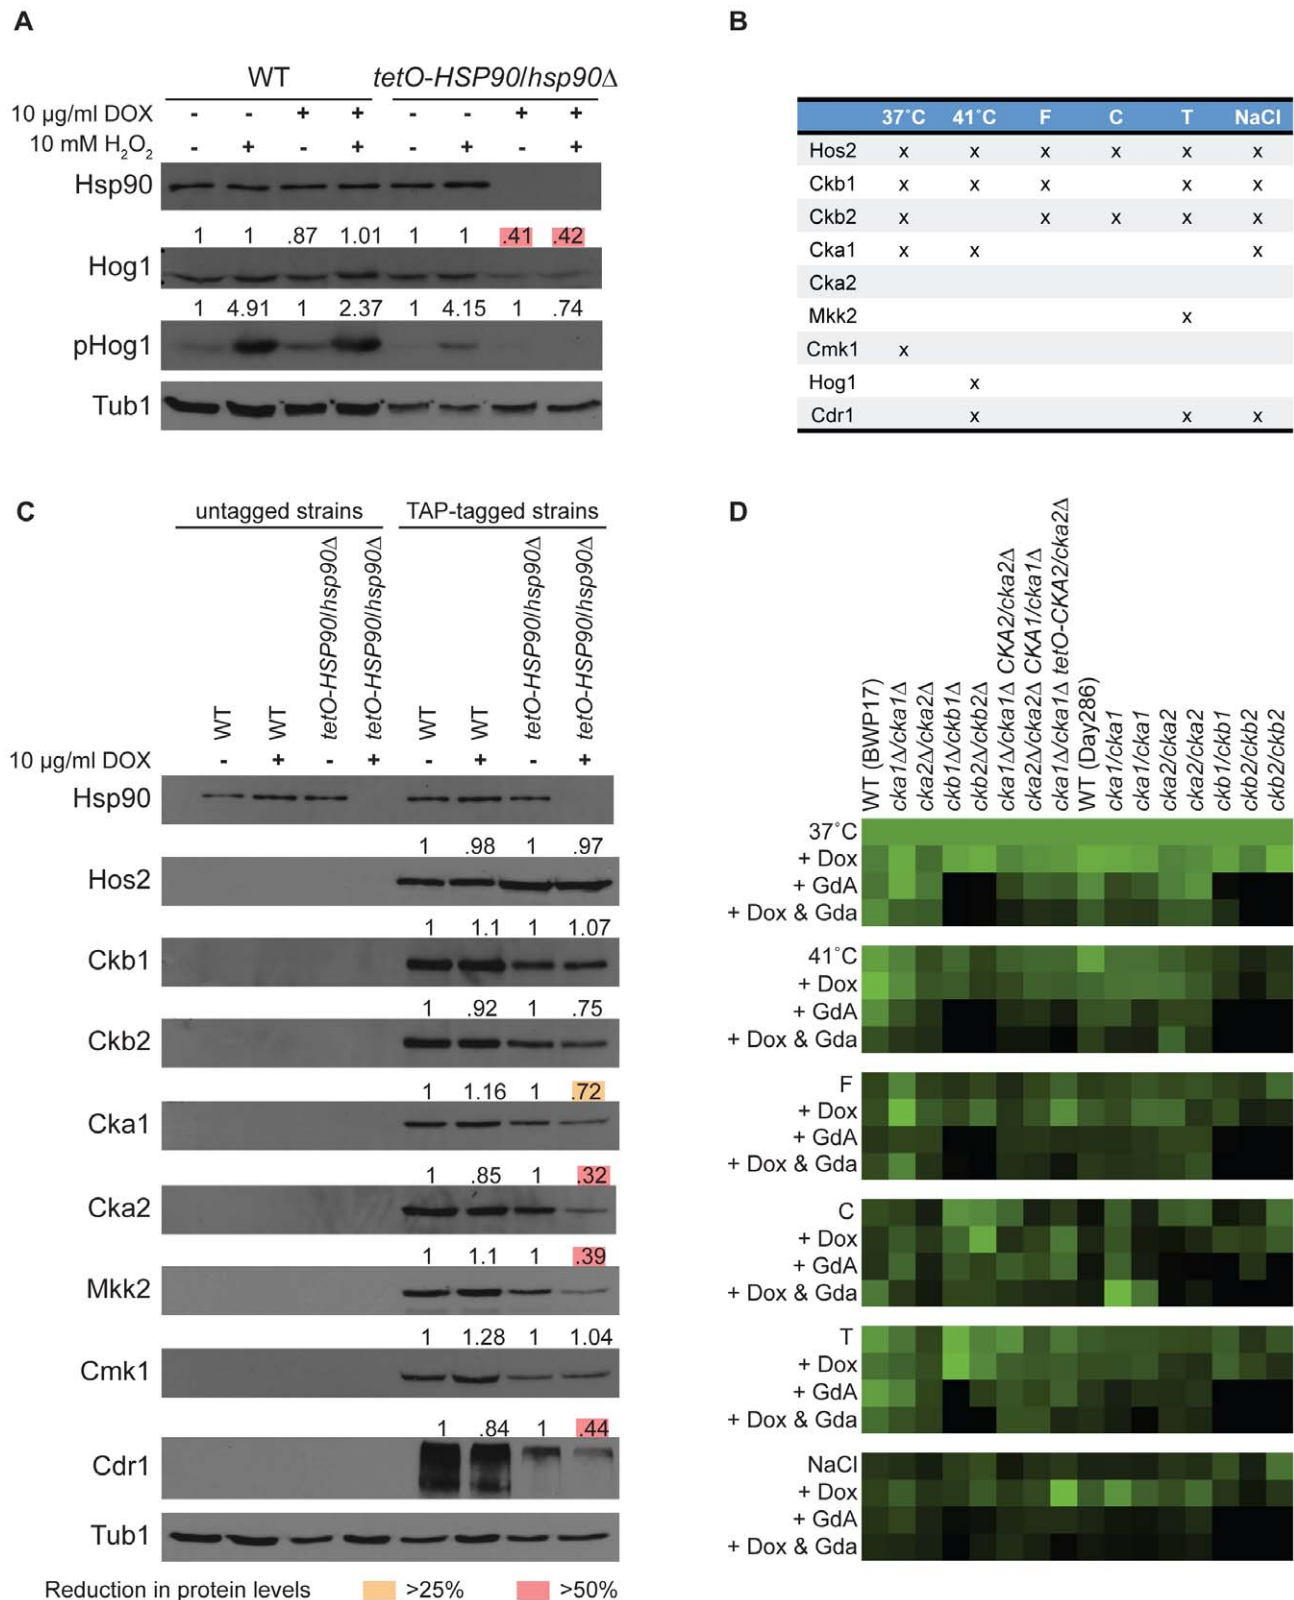 A
WT tetO-HSP90/hsp90Δ
10 µg/ml DOX - - + + - - + +
10 mM H2O2 - + - + - + - +
Hsp90
1 1 .87 1.01 1 1 .41 .42
Hog1
1 4.91 1 2.37 1 4.15 1 .74
pHog1
Tub1
B
37˚C 41˚C F C T NaCl
Hos2 x x x x x x
Ckb1 x x x x x
Ckb2 x x x x x
Cka1 x x x
Cka2
Mkk2 x
Cmk1 x
Hog1 x
Cdr1 x x x
C
untagged strains TAP-tagged strains
WT
WT
tetO-HSP90/hsp90Δ
tetO-HSP90/hsp90Δ
WT
WT
tetO-HSP90/hsp90Δ
tetO-HSP90/hsp90Δ
10 µg/ml DOX - + - + - + - +
Hsp90
1 .98 1 .97
Hos2
1 1.1 1 1.07
Ckb1
1 .92 1 .75
Ckb2
1 1.16 1 .72
Cka1
1 .85 1 .32
Cka2
1 1.1 1 .39
Mkk2
1 1.28 1 1.04
Cmk1
1 .84 1 .44
Cdr1
Tub1
Reduction in protein levels >25% >50%
D
WT (BWP17)
cka1Δ/cka1Δ
cka2Δ/cka2Δ
ckb1Δ/ckb1Δ
ckb2Δ/ckb2Δ
cka1Δ/cka1Δ CKA2/cka2Δ
cka2Δ/cka2Δ CKA1/cka1Δ
cka1Δ/cka1Δ tetO-CKA2/cka2Δ
WT (Day286)
cka1/cka1
cka1/cka1
cka2/cka2
cka2/cka2
ckb1/ckb1
ckb2/ckb2
ckb2/ckb2
37˚C
+ Dox
+ GdA
+ Dox & Gda
41˚C
+ Dox
+ GdA
+ Dox & Gda
F
+ Dox
+ GdA
+ Dox & Gda
C
+ Dox
+ GdA
+ Dox & Gda
T
+ Dox
+ GdA
+ Dox & Gda
NaCl
+ Dox
+ GdA
+ Dox & Gda